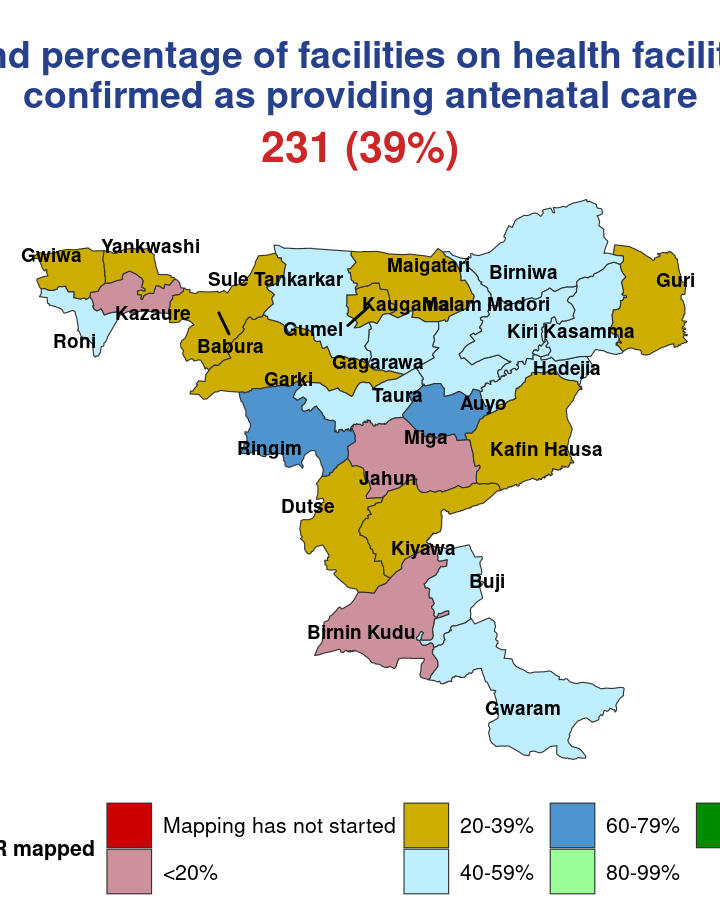 nd percentage of facilities on health facilit
confirmed as providing antenatal care
231 (39%)
Gwiwa
Yankwashi
Maigatari
Birniwa
Sule Tankarkar
Guri
Kazaure
Kaugama
Malam Madori
Roni
Gumel
Kiri Kasamma
Babura
Gagarawa
Hadejia
Garki
Taura
Auyo
Miga
Ringim
Kafin Hausa
Jahun
Dutse
Kiyawa
Buji
Birnin Kudu
Gwaram
R mapped
Mapping has not started
<20%
20-39%
40-59%
60-79%
80-99%